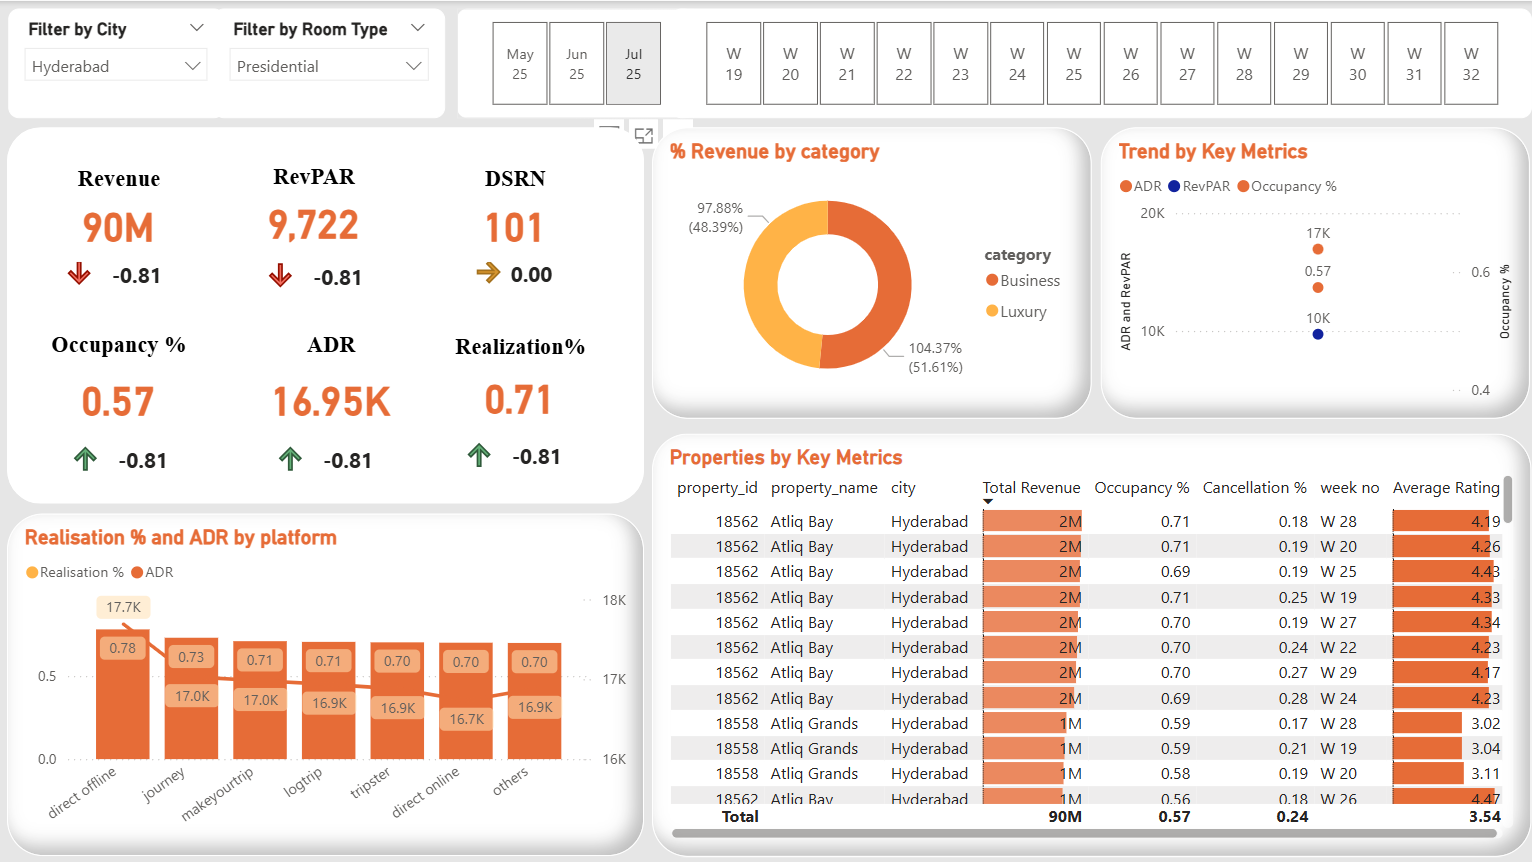 Filter by City
Hyderabad
Filter by Room Type
Presidential
May 25
Jun 25
Jul 25
W 19
W 20
W 21
W 22
W 23
W 24
W 25
W 26
W 27
W 28
W 29
W 30
W 31
W 32
Revenue
90M
-0.81
RevPAR
9,722
-0.81
DSRN
101
0.00
Occupancy %
0.57
-0.81
ADR
16.95K
-0.81
Realization%
0.71
-0.81
% Revenue by category
97.88%
(48.39%)
104.37%
(51.61%)
category
Business
Luxury
Trend by Key Metrics
ADR RevPAR Occupancy %
ADR and RevPAR
20K
10K
17K
0.57
10K
0.6
0.4
Occupancy %
Realisation % and ADR by platform
Realisation % ADR
0.5
0.0
18K
17K
16K
17.7K
0.78
0.73
0.71
0.71
0.70
0.70
0.70
17.0K
17.0K
16.9K
16.9K
16.7K
16.9K
direct offline
journey
makeyourtrip
logtrip
tripster
direct online
others
Properties by Key Metrics
property_id property_name city Total Revenue Occupancy % Cancellation % week no Average Rating
18562 Atliq Bay Hyderabad 2M 0.71 0.18 W 28 4.19
18562 Atliq Bay Hyderabad 2M 0.71 0.19 W 20 4.26
18562 Atliq Bay Hyderabad 2M 0.69 0.19 W 25 4.43
18562 Atliq Bay Hyderabad 2M 0.71 0.25 W 19 4.33
18562 Atliq Bay Hyderabad 2M 0.70 0.19 W 27 4.34
18562 Atliq Bay Hyderabad 2M 0.70 0.24 W 22 4.23
18562 Atliq Bay Hyderabad 2M 0.70 0.27 W 29 4.17
18562 Atliq Bay Hyderabad 2M 0.69 0.28 W 24 4.23
18558 Atliq Grands Hyderabad 1M 0.59 0.17 W 28 3.02
18558 Atliq Grands Hyderabad 1M 0.59 0.21 W 19 3.04
18558 Atliq Grands Hyderabad 1M 0.58 0.19 W 20 3.11
18562 Atliq Bay Hyderabad 1M 0.56 0.18 W 26 4.47
Total 90M 0.57 0.24 3.54